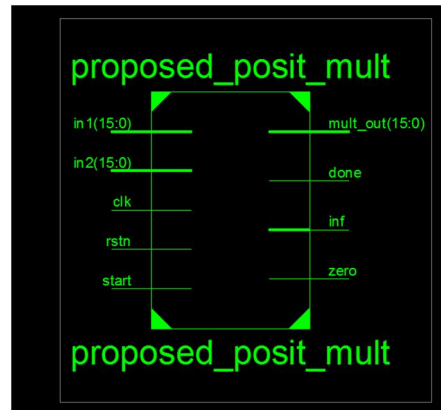 proposed_posit_mult
in1(15:0)
mult_out(15:0)
in2(15:0)
done
clk
inf
rstn
zero
start
proposed_posit_mult